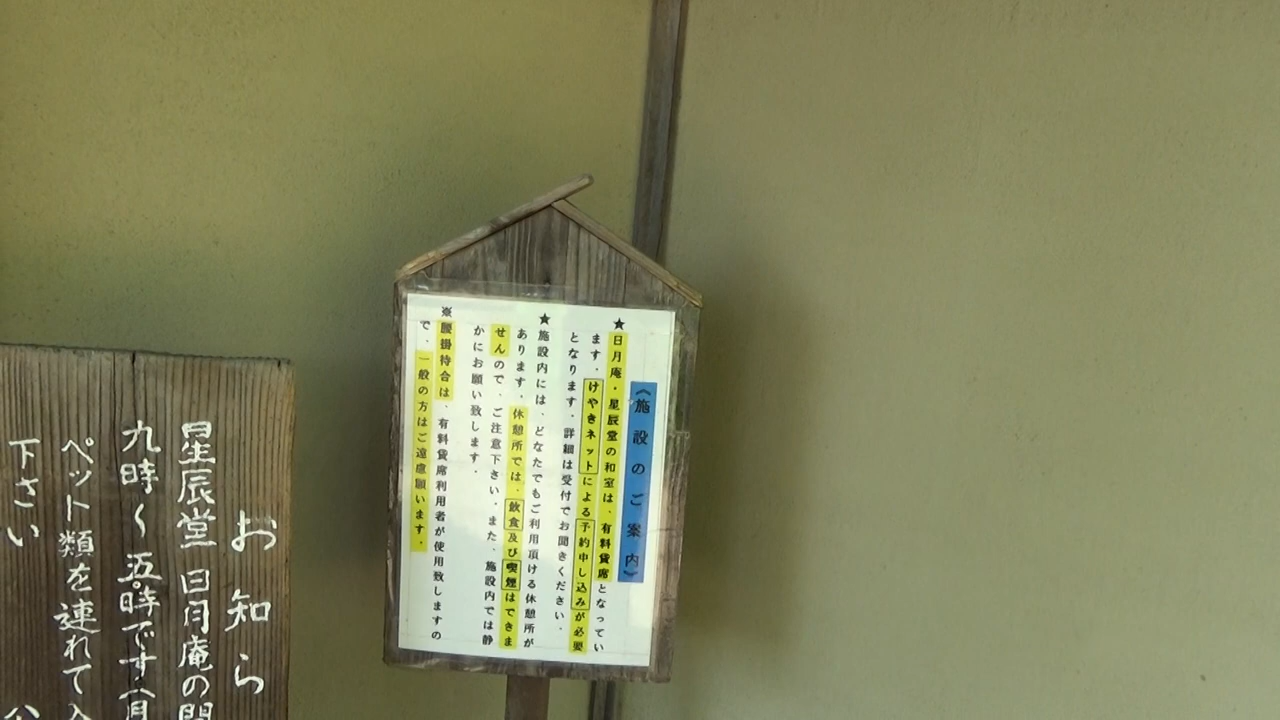 《施設のご案内》
★日月庵・星辰堂の和室は、有料貸席となってい
ます。けやきネットによる予約申し込みが必要
となります。詳細は受付でお聞きください。
★施設内には、どなたでもご利用頂ける休憩所が
あります。休憩所では、飲食及び喫煙はできま
せんので、ご注意下さい。また、施設内では静
かにお願い致します。
※腰掛待合は、有料貸席利用者が使用致しますの
で、一般の方はご遠慮願います。
お知ら
星辰堂 日月庵の開
九時〜五時です(月
ペット類を連れて入
下さい 公